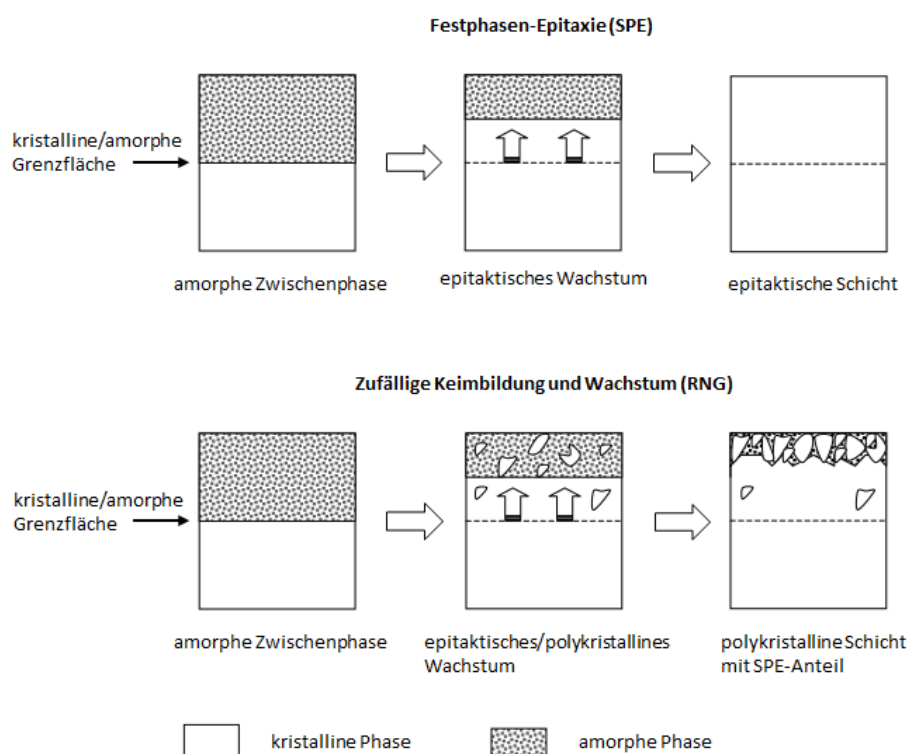 Festphasen-Epitaxie (SPE)
kristalline/amorphe
Grenzfläche
amorphe Zwischenphase
epitaktisches Wachstum
epitaktische Schicht
Zufällige Keimbildung und Wachstum (RNG)
kristalline/amorphe
Grenzfläche
amorphe Zwischenphase
epitaktisches/polykristallines
Wachstum
polykristalline Schicht
mit SPE-Anteil
kristalline Phase
amorphe Phase